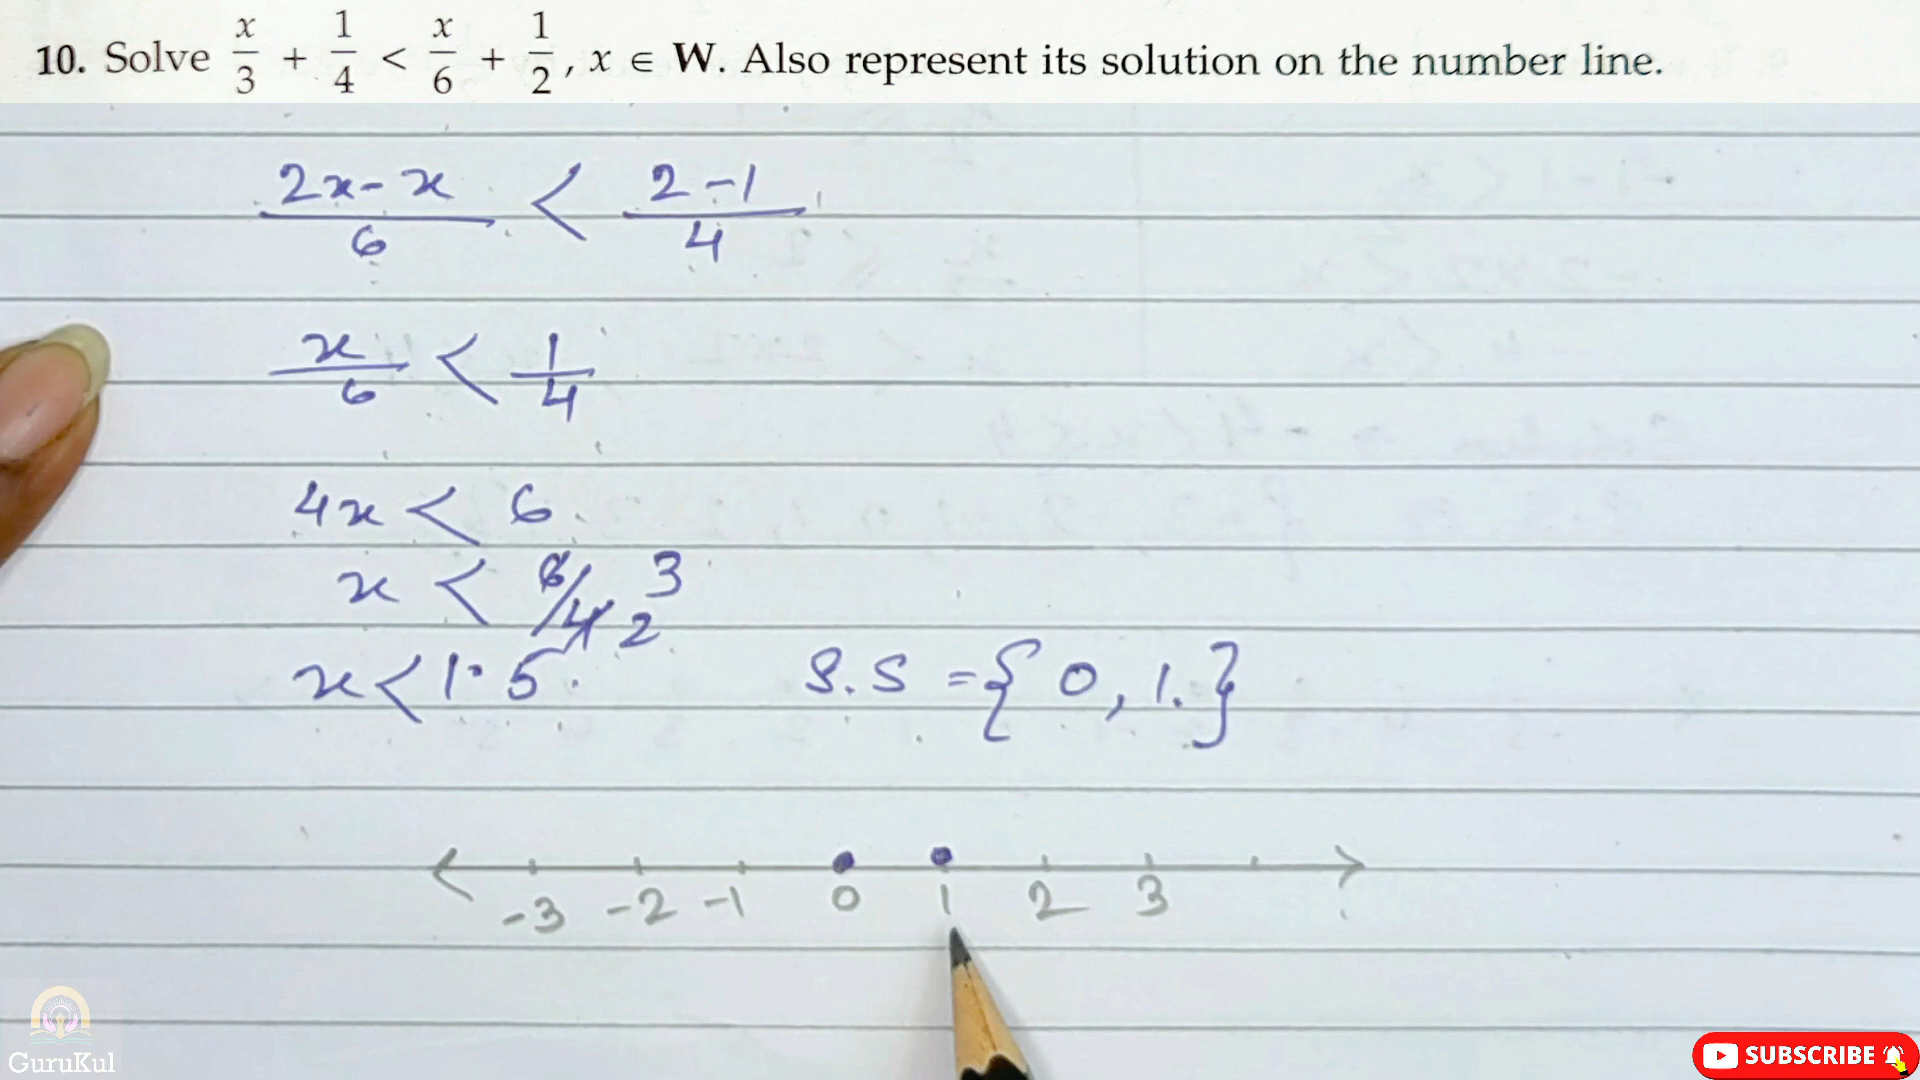 10. Solve x/3 + 1/4 < x/6 + 1/2, x ∈ W. Also represent its solution on the number line.
2x-x/6 < 2-1/4
x/6 < 1/4
4x < 6
x < 6/4 3/2
x < 1.5 S.S = {0, 1.}
-3 -2 -1 0 1 2 3
GuruKul
SUBSCRIBE